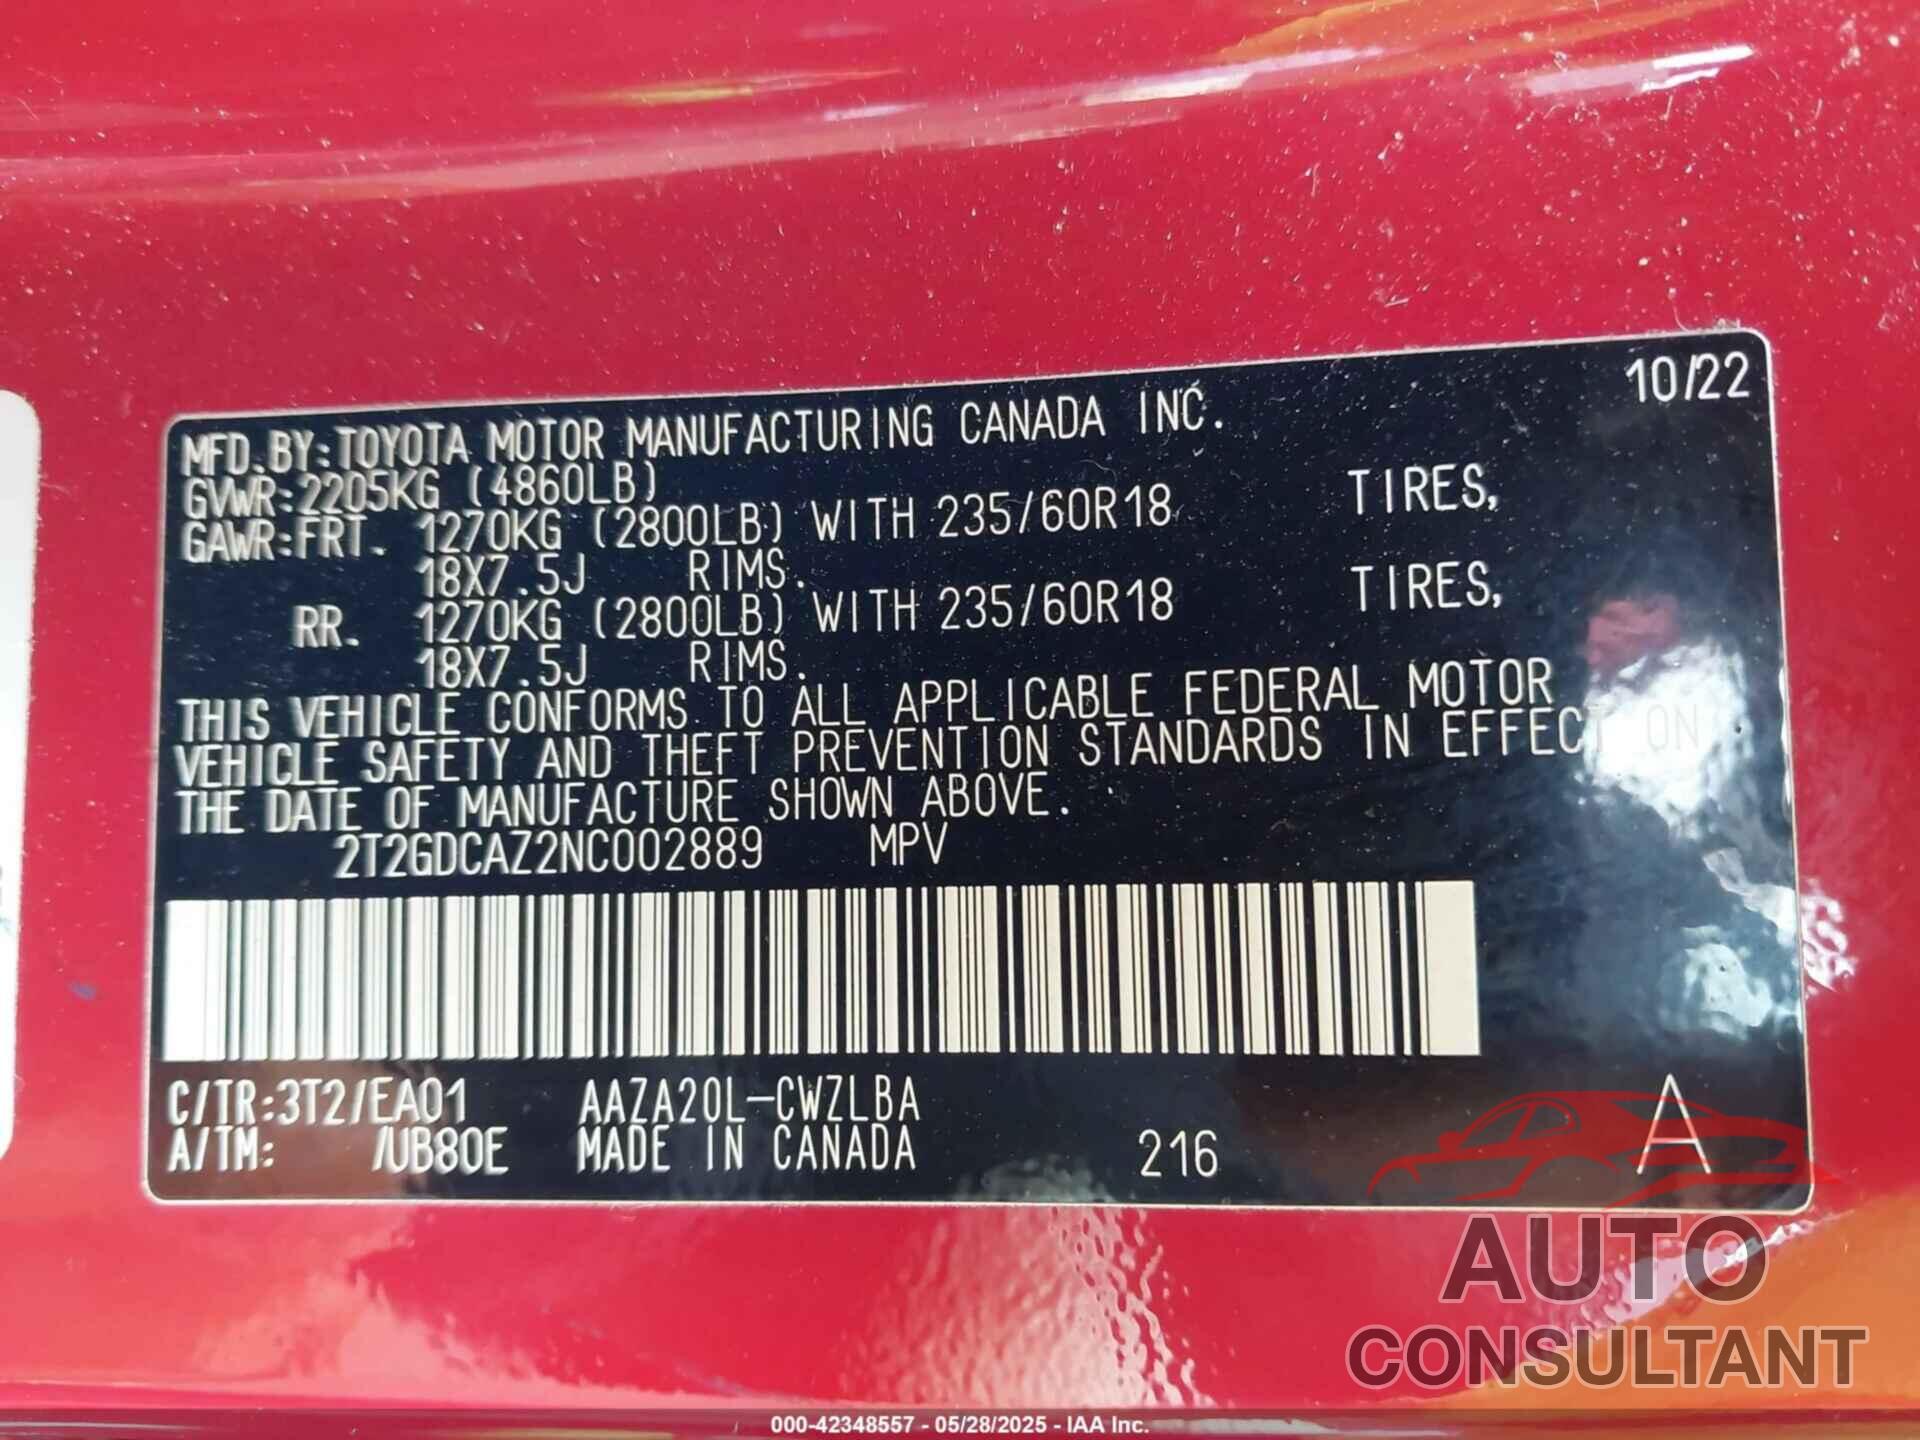 10/22
MFD.BY:TOYOTA MOTOR MANUFACTURING CANADA INC.
GVWR:2205KG (4860LB)
GAWR:FRT. 1270KG (2800LB) WITH 235/60R18 TIRES,
18X7.5J RIMS.
RR. 1270KG (2800LB) WITH 235/60R18 TIRES,
18X7.5J RIMS.
THIS VEHICLE CONFORMS TO ALL APPLICABLE FEDERAL MOTOR
VEHICLE SAFETY AND THEFT PREVENTION STANDARDS IN EFFECT ON
THE DATE OF MANUFACTURE SHOWN ABOVE.
2T2GDCAZ2NC002889 MPV
C/TR:3T2/EA01 AAZA20L-CWZLBA
A/TM: /UB80E MADE IN CANADA 216 A
AUTO
CONSULTANT
000-42348557 - 05/28/2025 - IAA Inc.